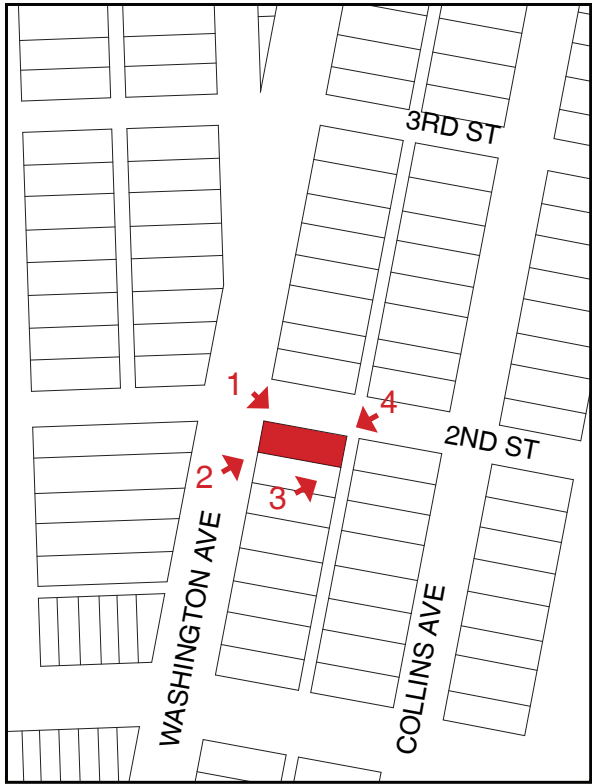 3RD ST
1
4
2ND ST
2
3
WASHINGTON AVE
COLLINS AVE